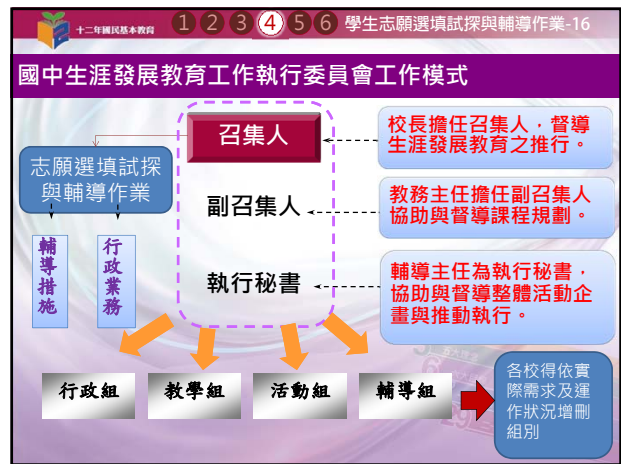 十二年國民基本教育
1 2 3 4 5 6 學生志願選填試探與輔導作業-16
國中生涯發展教育工作執行委員會工作模式
召集人
校長擔任召集人，督導
生涯發展教育之推行。
志願選填試探
與輔導作業
副召集人
教務主任擔任副召集人
協助與督導課程規劃。
輔導措施
行政業務
執行秘書
輔導主任為執行秘書，
協助與督導整體活動企
畫與推動執行。
行政組
教學組
活動組
輔導組
各校得依實
際需求及運
作狀況增刪
組別